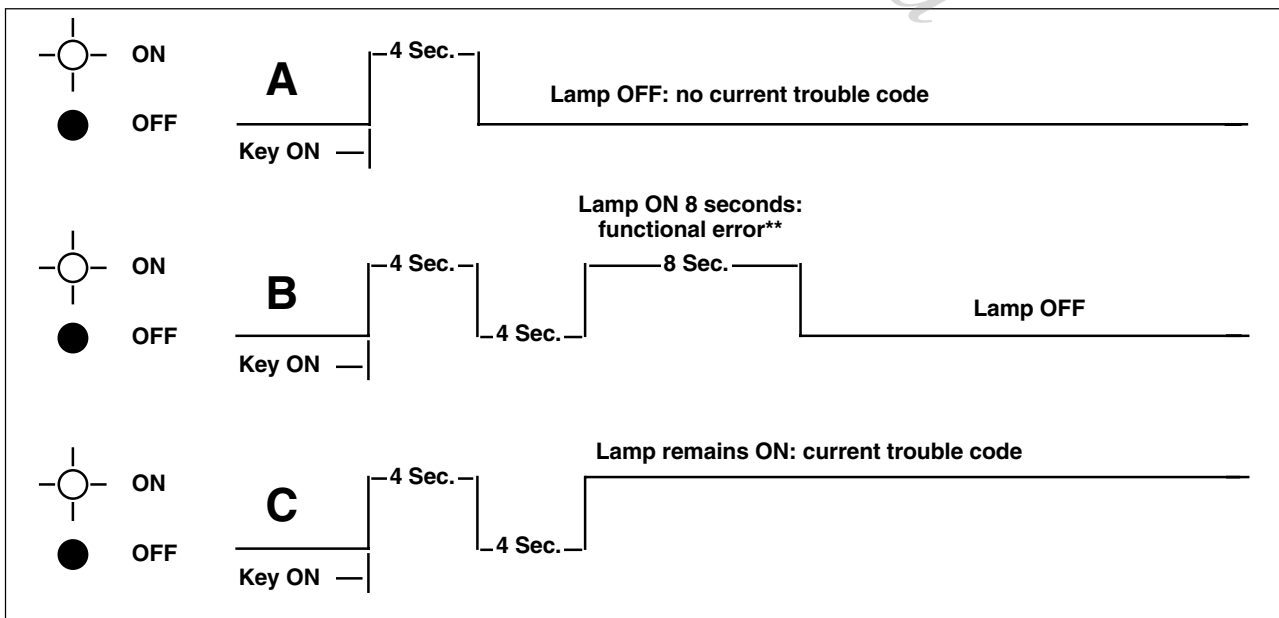 ON
A
4 Sec.
Lamp OFF: no current trouble code
OFF
Key ON
Lamp ON 8 seconds:
functional error**
ON
B
4 Sec.
8 Sec.
Lamp OFF
OFF
4 Sec.
Key ON
Lamp remains ON: current trouble code
ON
C
4 Sec.
OFF
4 Sec.
Key ON